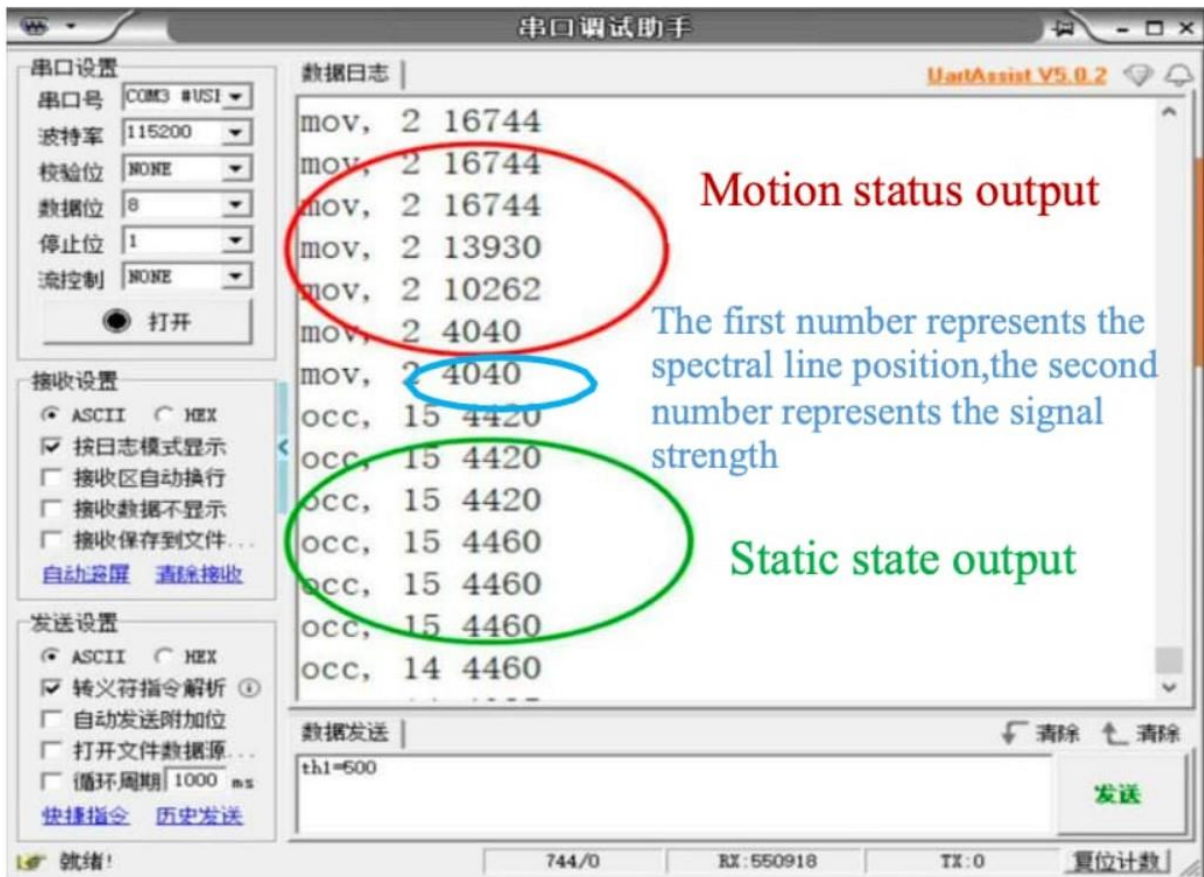 串口调试助手
串口设置
串口号 COM3 #USI
波特率 115200
校验位 NONE
数据位 8
停止位 1
流控制 NONE
打开
接收设置
ASCII HEX
按日志模式显示
接收区自动换行
接收数据不显示
接收保存到文件...
自动滚屏 清除接收
发送设置
ASCII HEX
转义符指令解析
自动发送附加位
打开文件数据源...
循环周期 1000 ms
快捷指令 历史发送
数据日志 UartAssist V5.0.2
mov, 2 16744
mov, 2 16744
mov, 2 16744
mov, 2 13930
mov, 2 10262
mov, 2 4040
mov, 2 4040
occ, 15 4420
occ, 15 4420
occ, 15 4420
occ, 15 4460
occ, 15 4460
occ, 15 4460
occ, 14 4460
Motion status output
The first number represents the
spectral line position,the second
number represents the signal
strength
Static state output
数据发送 清除 清除
th1=500
发送
就绪! 744/0 RX:550918 TX:0 复位计数